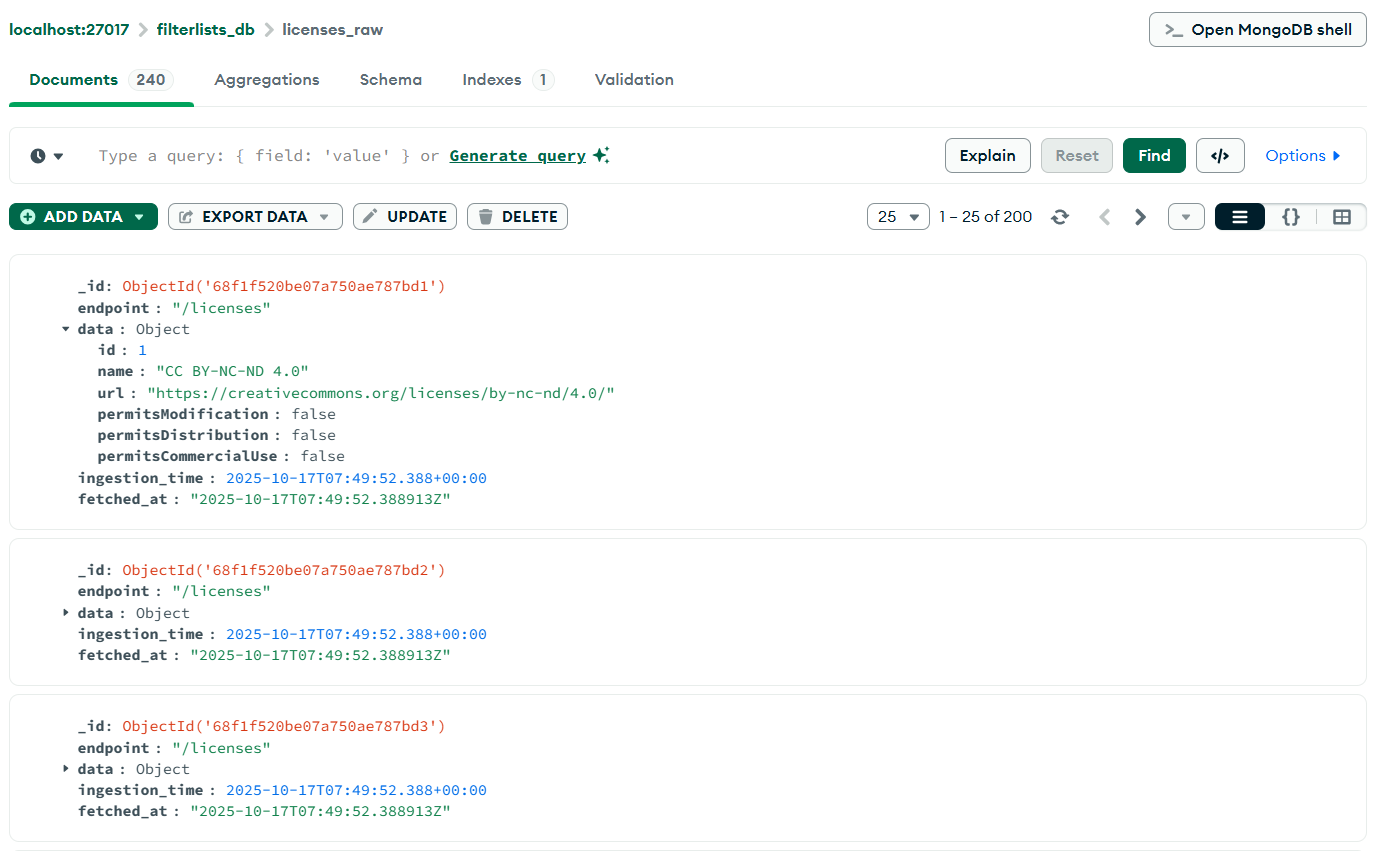 localhost:27017 > filterlists_db > licenses_raw
>_ Open MongoDB shell
Documents 240 Aggregations Schema Indexes 1 Validation
Type a query: { field: 'value' } or Generate query
Explain Reset Find </> Options
ADD DATA EXPORT DATA UPDATE DELETE
25 1 – 25 of 200 {}
_id: ObjectId('68f1f520be07a750ae787bd1')
endpoint : "/licenses"
data : Object
id : 1
name : "CC BY-NC-ND 4.0"
url : "https://creativecommons.org/licenses/by-nc-nd/4.0/"
permitsModification : false
permitsDistribution : false
permitsCommercialUse : false
ingestion_time : 2025-10-17T07:49:52.388+00:00
fetched_at : "2025-10-17T07:49:52.388913Z"
_id: ObjectId('68f1f520be07a750ae787bd2')
endpoint : "/licenses"
data : Object
ingestion_time : 2025-10-17T07:49:52.388+00:00
fetched_at : "2025-10-17T07:49:52.388913Z"
_id: ObjectId('68f1f520be07a750ae787bd3')
endpoint : "/licenses"
data : Object
ingestion_time : 2025-10-17T07:49:52.388+00:00
fetched_at : "2025-10-17T07:49:52.388913Z"